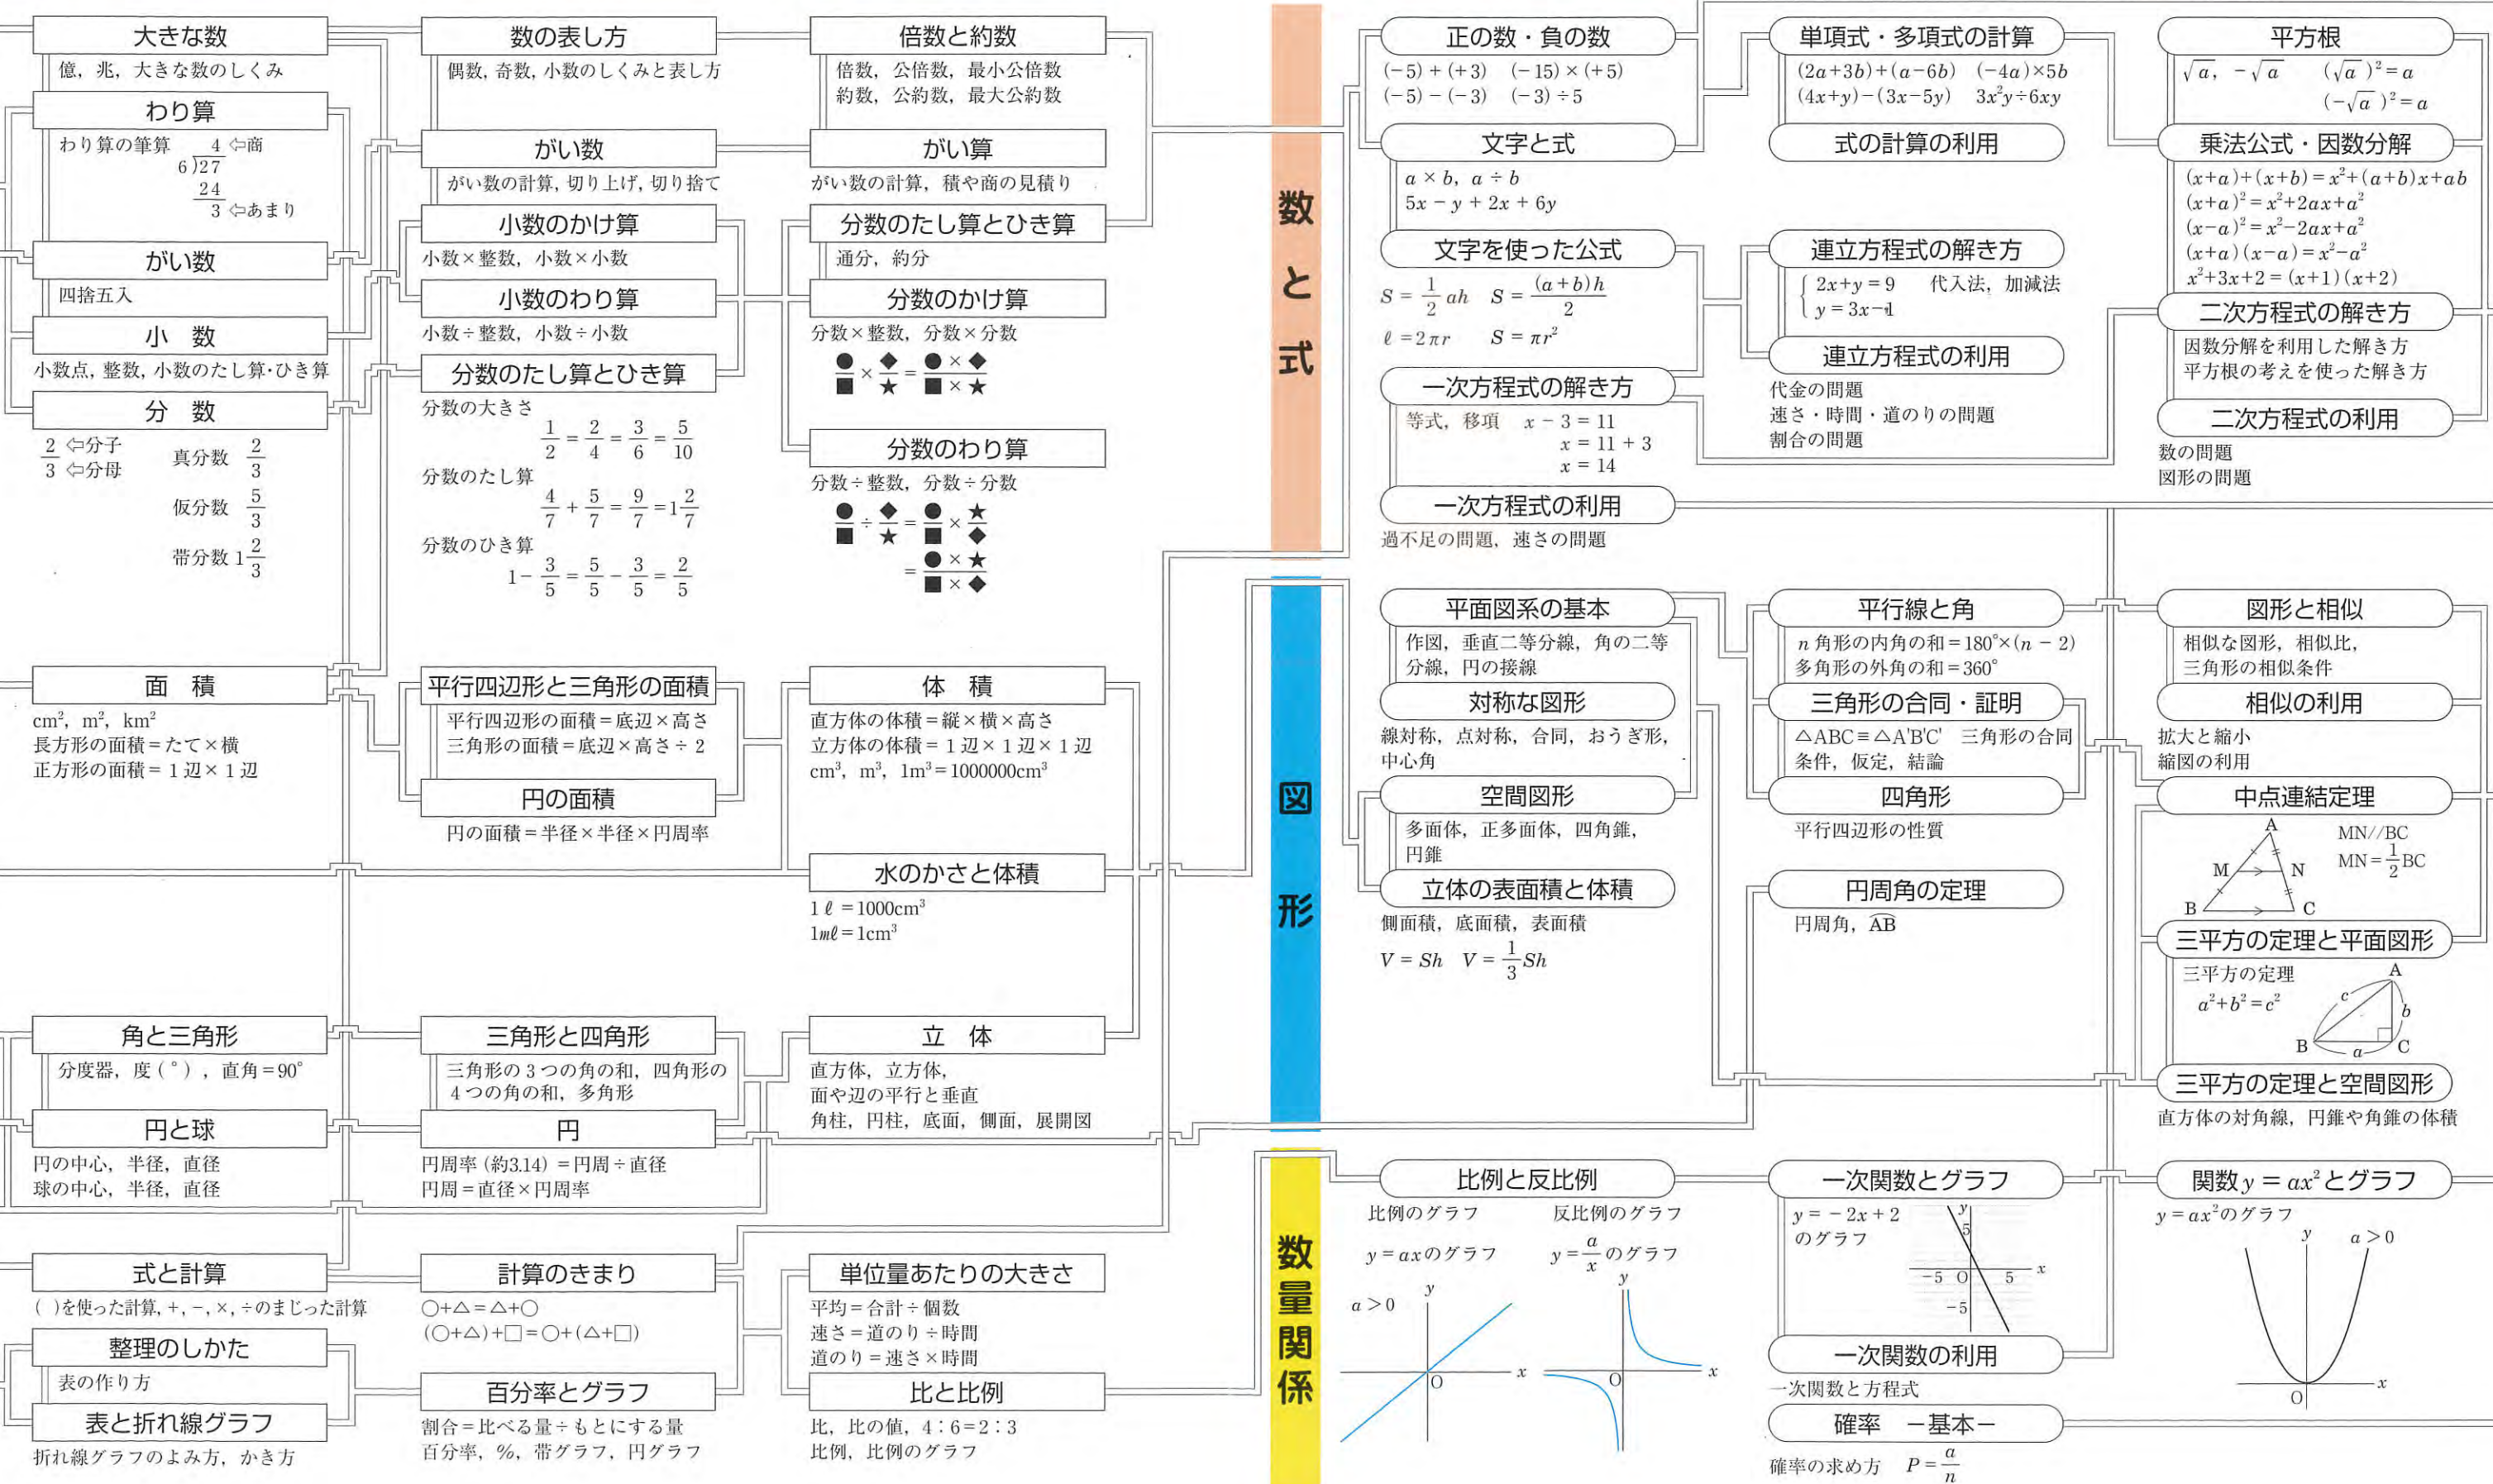 大きな数
億，兆，大きな数のしくみ
わり算
わり算の筆算
4 ⇦商
6)27
24
3 ⇦あまり
がい数
四捨五入
小　数
小数点, 整数, 小数のたし算・ひき算
分　数
2/3 ⇦分子 ⇦分母
真分数 2/3
仮分数 5/3
帯分数 1 2/3
面　積
cm²，m²，km²
長方形の面積＝たて×横
正方形の面積＝1辺×1辺
角と三角形
分度器，度（°），直角＝90°
円と球
円の中心，半径，直径
球の中心，半径，直径
式と計算
（　）を使った計算, +, −, ×, ÷のまじった計算
整理のしかた
表の作り方
表と折れ線グラフ
折れ線グラフのよみ方，かき方
数の表し方
偶数, 奇数, 小数のしくみと表し方
がい数
がい数の計算, 切り上げ, 切り捨て
小数のかけ算
小数×整数，小数×小数
小数のわり算
小数÷整数，小数÷小数
分数のたし算とひき算
分数の大きさ
1/2 = 2/4 = 3/6 = 5/10
分数のたし算
4/7 + 5/7 = 9/7 = 1 2/7
分数のひき算
1 − 3/5 = 5/5 − 3/5 = 2/5
平行四辺形と三角形の面積
平行四辺形の面積＝底辺×高さ
三角形の面積＝底辺×高さ÷2
円の面積
円の面積＝半径×半径×円周率
三角形と四角形
三角形の3つの角の和，四角形の
4つの角の和，多角形
円
円周率（約3.14）＝円周÷直径
円周＝直径×円周率
計算のきまり
○+△=△+○
(○+△)+□=○+(△+□)
百分率とグラフ
割合＝比べる量÷もとにする量
百分率，％，帯グラフ，円グラフ
倍数と約数
倍数，公倍数，最小公倍数
約数，公約数，最大公約数
がい算
がい数の計算，積や商の見積り
分数のたし算とひき算
通分，約分
分数のかけ算
分数×整数，分数×分数
●/■ × ◆/★ = ●×◆/■×★
分数のわり算
分数÷整数，分数÷分数
●/■ ÷ ◆/★ = ●/■ × ★/◆
= ●×★/■×◆
体　積
直方体の体積＝縦×横×高さ
立方体の体積＝1辺×1辺×1辺
cm³，m³，1m³＝1000000cm³
水のかさと体積
1ℓ＝1000cm³
1mℓ＝1cm³
立　体
直方体，立方体，
面や辺の平行と垂直
角柱，円柱，底面，側面，展開図
単位量あたりの大きさ
平均＝合計÷個数
速さ＝道のり÷時間
道のり＝速さ×時間
比と比例
比，比の値，4：6＝2：3
比例，比例のグラフ
数と式
図形
数量関係
正の数・負の数
(−5)+(+3)　(−15)×(+5)
(−5)−(−3)　(−3)÷5
文字と式
a×b，a÷b
5x−y+2x+6y
文字を使った公式
S = 1/2 ah　S = (a+b)h/2
ℓ=2πr　S=πr²
一次方程式の解き方
等式，移項　x−3=11
x=11+3
x=14
一次方程式の利用
過不足の問題，速さの問題
平面図系の基本
作図，垂直二等分線，角の二等
分線，円の接線
対称な図形
線対称，点対称，合同，おうぎ形，
中心角
空間図形
多面体，正多面体，四角錐，
円錐
立体の表面積と体積
側面積，底面積，表面積
V = Sh　V = 1/3 Sh
比例と反比例
比例のグラフ　反比例のグラフ
y=axのグラフ　y=a/xのグラフ
a>0
y
x
O
y
x
O
単項式・多項式の計算
(2a+3b)+(a−6b)　(−4a)×5b
(4x+y)−(3x−5y)　3x²y÷6xy
式の計算の利用
連立方程式の解き方
2x+y=9　代入法，加減法
y=3x−4
連立方程式の利用
代金の問題
速さ・時間・道のりの問題
割合の問題
平行線と角
n角形の内角の和＝180°×(n−2)
多角形の外角の和＝360°
三角形の合同・証明
△ABC≡△A'B'C'　三角形の合同
条件，仮定，結論
四角形
平行四辺形の性質
円周角の定理
円周角，A͡B
一次関数とグラフ
y=−2x+2
のグラフ
y
5
−5 O 5 x
−5
一次関数の利用
一次関数と方程式
確率　－基本－
確率の求め方　P = a/n
平方根
√a，−√a　(√a)²=a
(−√a)²=a
乗法公式・因数分解
(x+a)+(x+b)=x²+(a+b)x+ab
(x+a)²=x²+2ax+a²
(x−a)²=x²−2ax+a²
(x+a)(x−a)=x²−a²
x²+3x+2=(x+1)(x+2)
二次方程式の解き方
因数分解を利用した解き方
平方根の考えを使った解き方
二次方程式の利用
数の問題
図形の問題
図形と相似
相似な図形，相似比，
三角形の相似条件
相似の利用
拡大と縮小
縮図の利用
中点連結定理
A
MN//BC
MN=1/2 BC
M N
B C
三平方の定理と平面図形
三平方の定理
a²+b²=c²
A
c
b
B a C
三平方の定理と空間図形
直方体の対角線，円錐や角錐の体積
関数 y=ax²とグラフ
y=ax²のグラフ
y
a>0
O
x